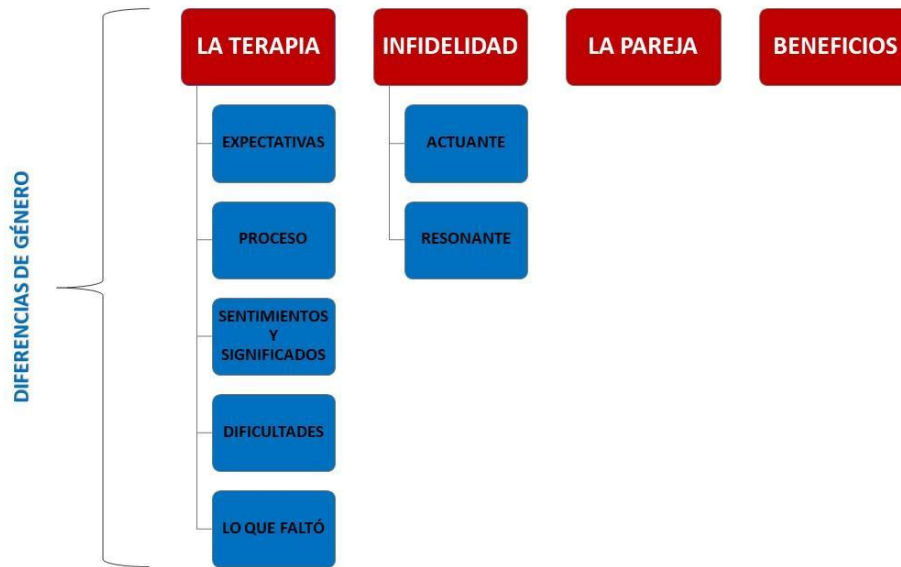 DIFERENCIAS DE GÉNERO
LA TERAPIA
EXPECTATIVAS
PROCESO
SENTIMIENTOS
Y
SIGNIFICADOS
DIFICULTADES
LO QUE FALTÓ
INFIDELIDAD
ACTUANTE
RESONANTE
LA PAREJA
BENEFICIOS